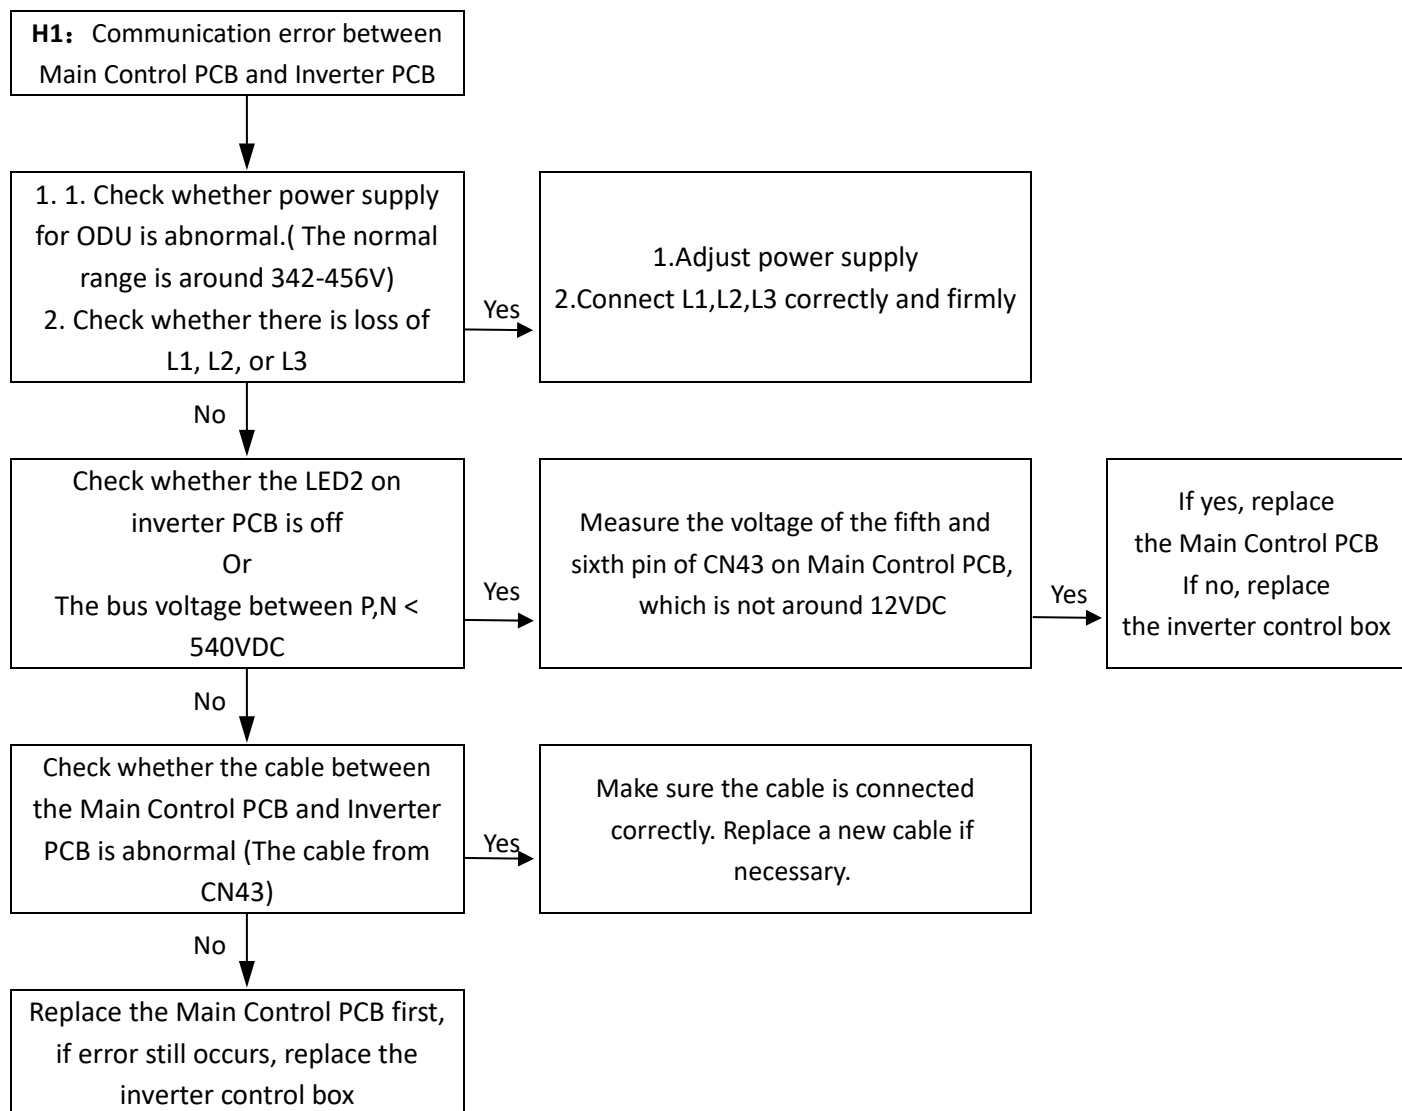 H1： Communication error between
Main Control PCB and Inverter PCB
1. 1. Check whether power supply
for ODU is abnormal.( The normal
range is around 342-456V)
2. Check whether there is loss of
L1, L2, or L3
Yes
1.Adjust power supply
2.Connect L1,L2,L3 correctly and firmly
No
Check whether the LED2 on
inverter PCB is off
Or
The bus voltage between P,N <
540VDC
Yes
Measure the voltage of the fifth and
sixth pin of CN43 on Main Control PCB,
which is not around 12VDC
Yes
If yes, replace
the Main Control PCB
If no, replace
the inverter control box
No
Check whether the cable between
the Main Control PCB and Inverter
PCB is abnormal (The cable from
CN43)
Yes
Make sure the cable is connected
correctly. Replace a new cable if
necessary.
No
Replace the Main Control PCB first,
if error still occurs, replace the
inverter control box